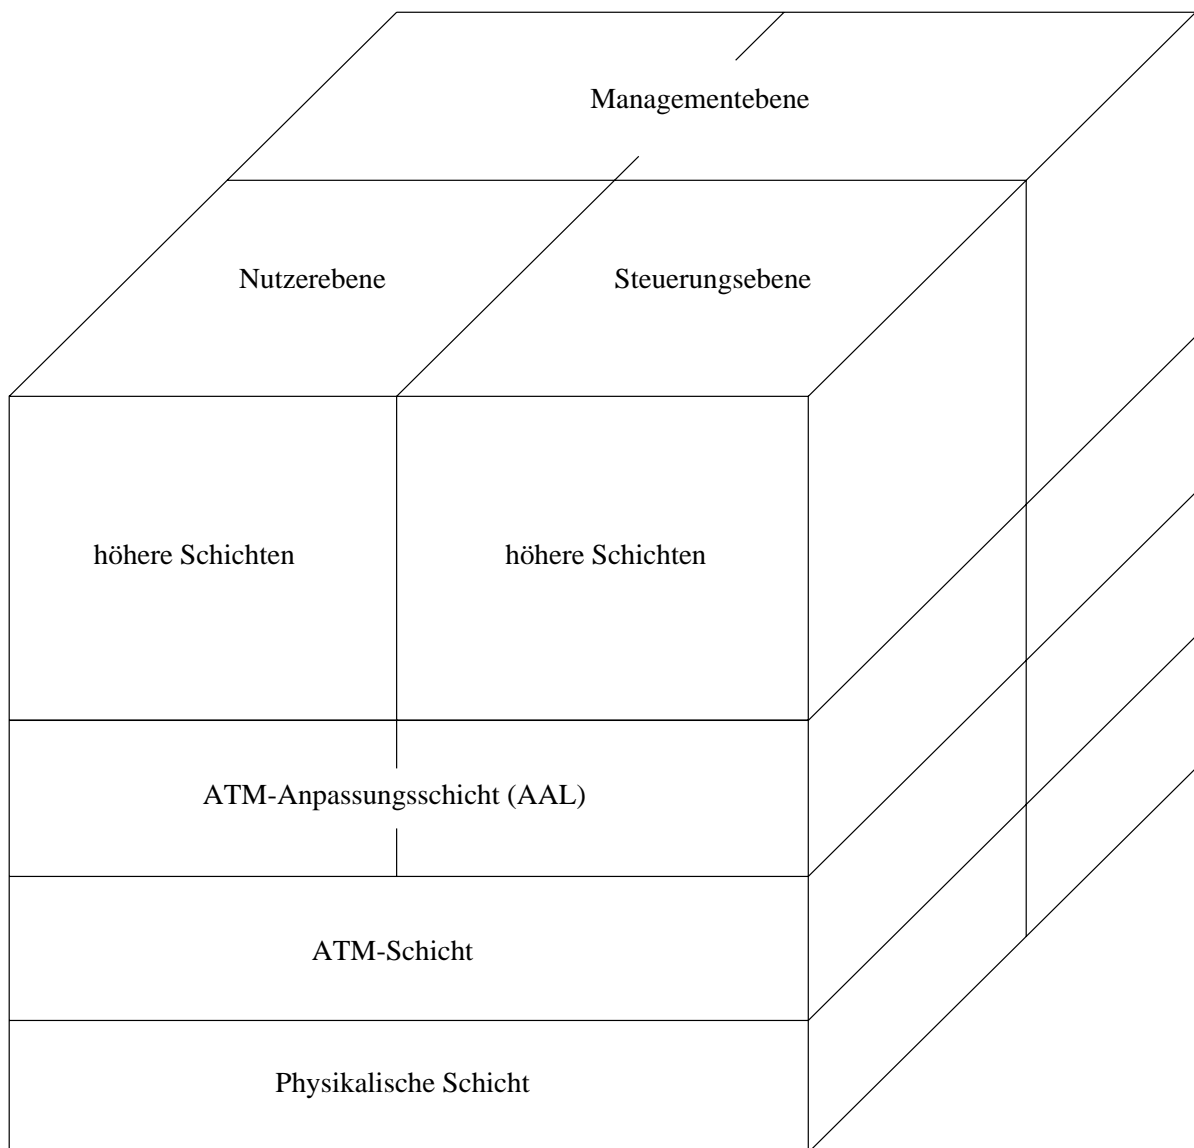 Managementebene
Nutzerebene
Steuerungsebene
höhere Schichten
höhere Schichten
ATM-Anpassungsschicht (AAL)
ATM-Schicht
Physikalische Schicht